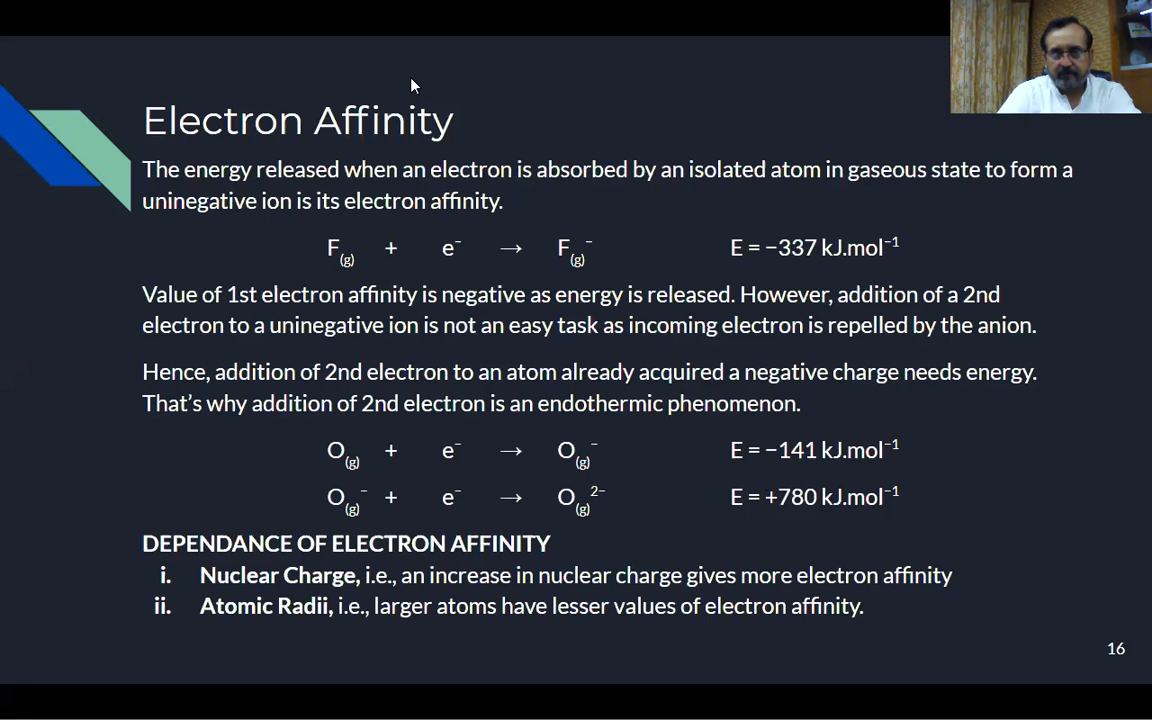 Electron Affinity
The energy released when an electron is absorbed by an isolated atom in gaseous state to form a
uninegative ion is its electron affinity.
F(g) + e⁻ → F(g)⁻ E = −337 kJ.mol⁻¹
Value of 1st electron affinity is negative as energy is released. However, addition of a 2nd
electron to a uninegative ion is not an easy task as incoming electron is repelled by the anion.
Hence, addition of 2nd electron to an atom already acquired a negative charge needs energy.
That's why addition of 2nd electron is an endothermic phenomenon.
O(g) + e⁻ → O(g)⁻ E = −141 kJ.mol⁻¹
O(g)⁻ + e⁻ → O(g)²⁻ E = +780 kJ.mol⁻¹
DEPENDANCE OF ELECTRON AFFINITY
i. Nuclear Charge, i.e., an increase in nuclear charge gives more electron affinity
ii. Atomic Radii, i.e., larger atoms have lesser values of electron affinity.
16